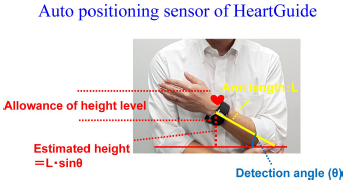 Auto positioning sensor of HeartGuide
Arm length: L
Allowance of height level
Estimated height
＝L・sinθ
Detection angle (θ)